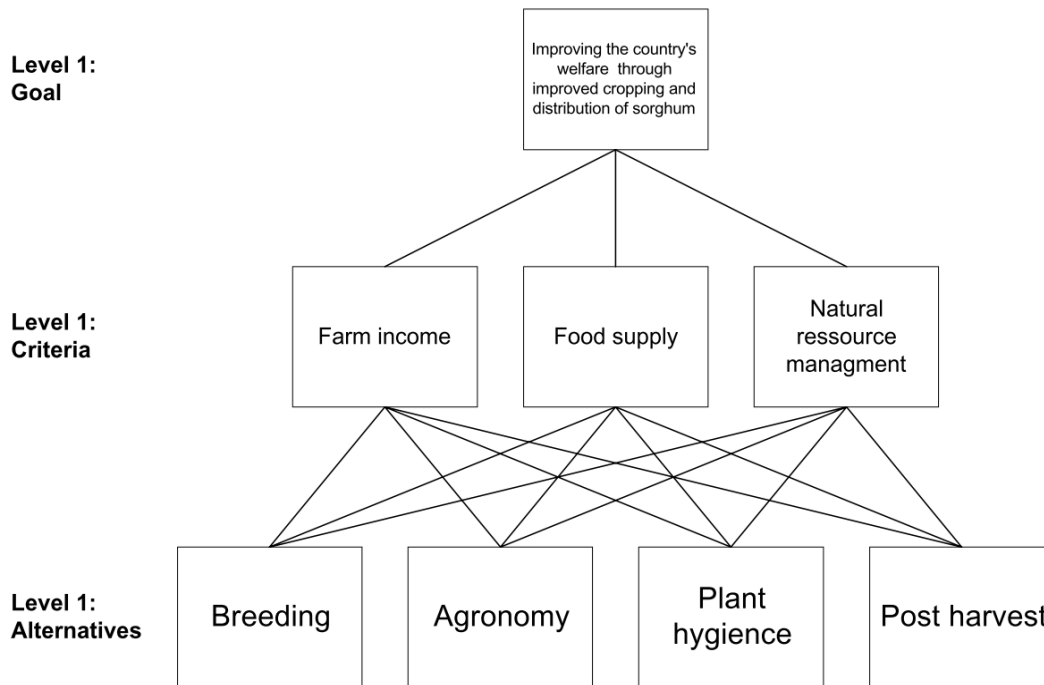 Level 1:
Goal
Improving the country's
welfare through
improved cropping and
distribution of sorghum
Level 1:
Criteria
Farm income
Food supply
Natural
ressource
managment
Level 1:
Alternatives
Breeding
Agronomy
Plant
hygience
Post harvest